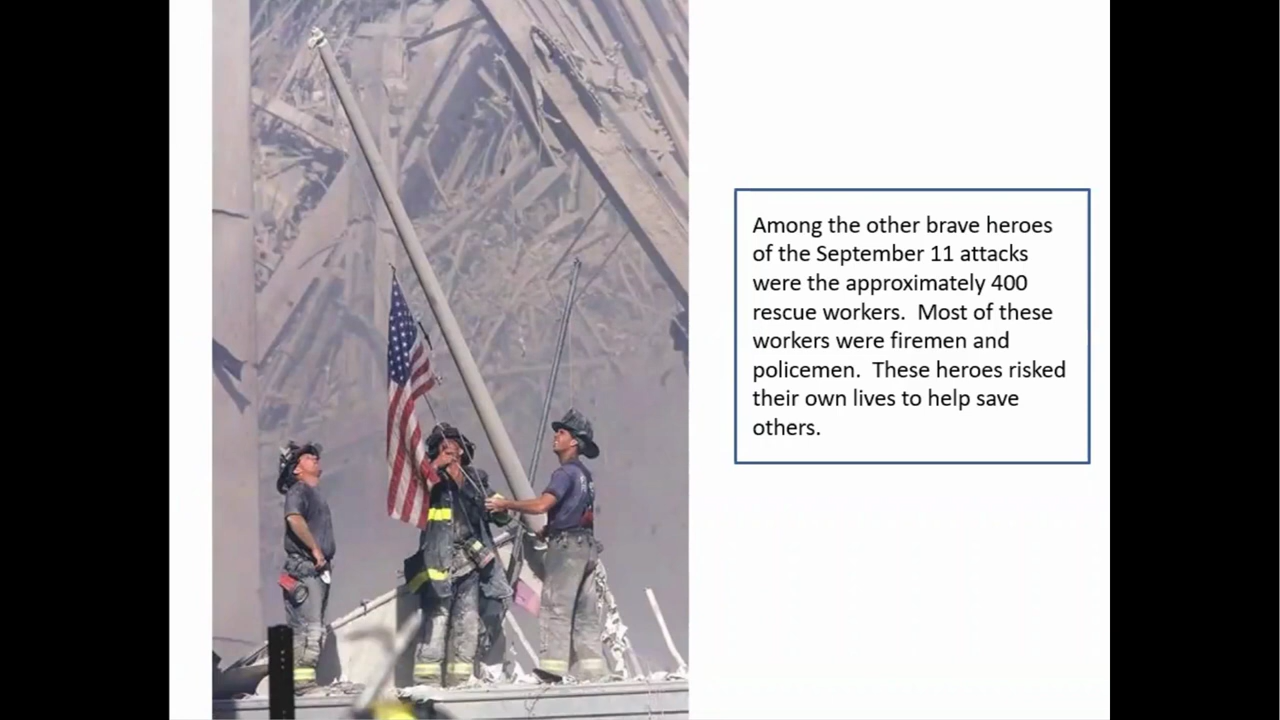 Among the other brave heroes
of the September 11 attacks
were the approximately 400
rescue workers.  Most of these
workers were firemen and
policemen.  These heroes risked
their own lives to help save
others.